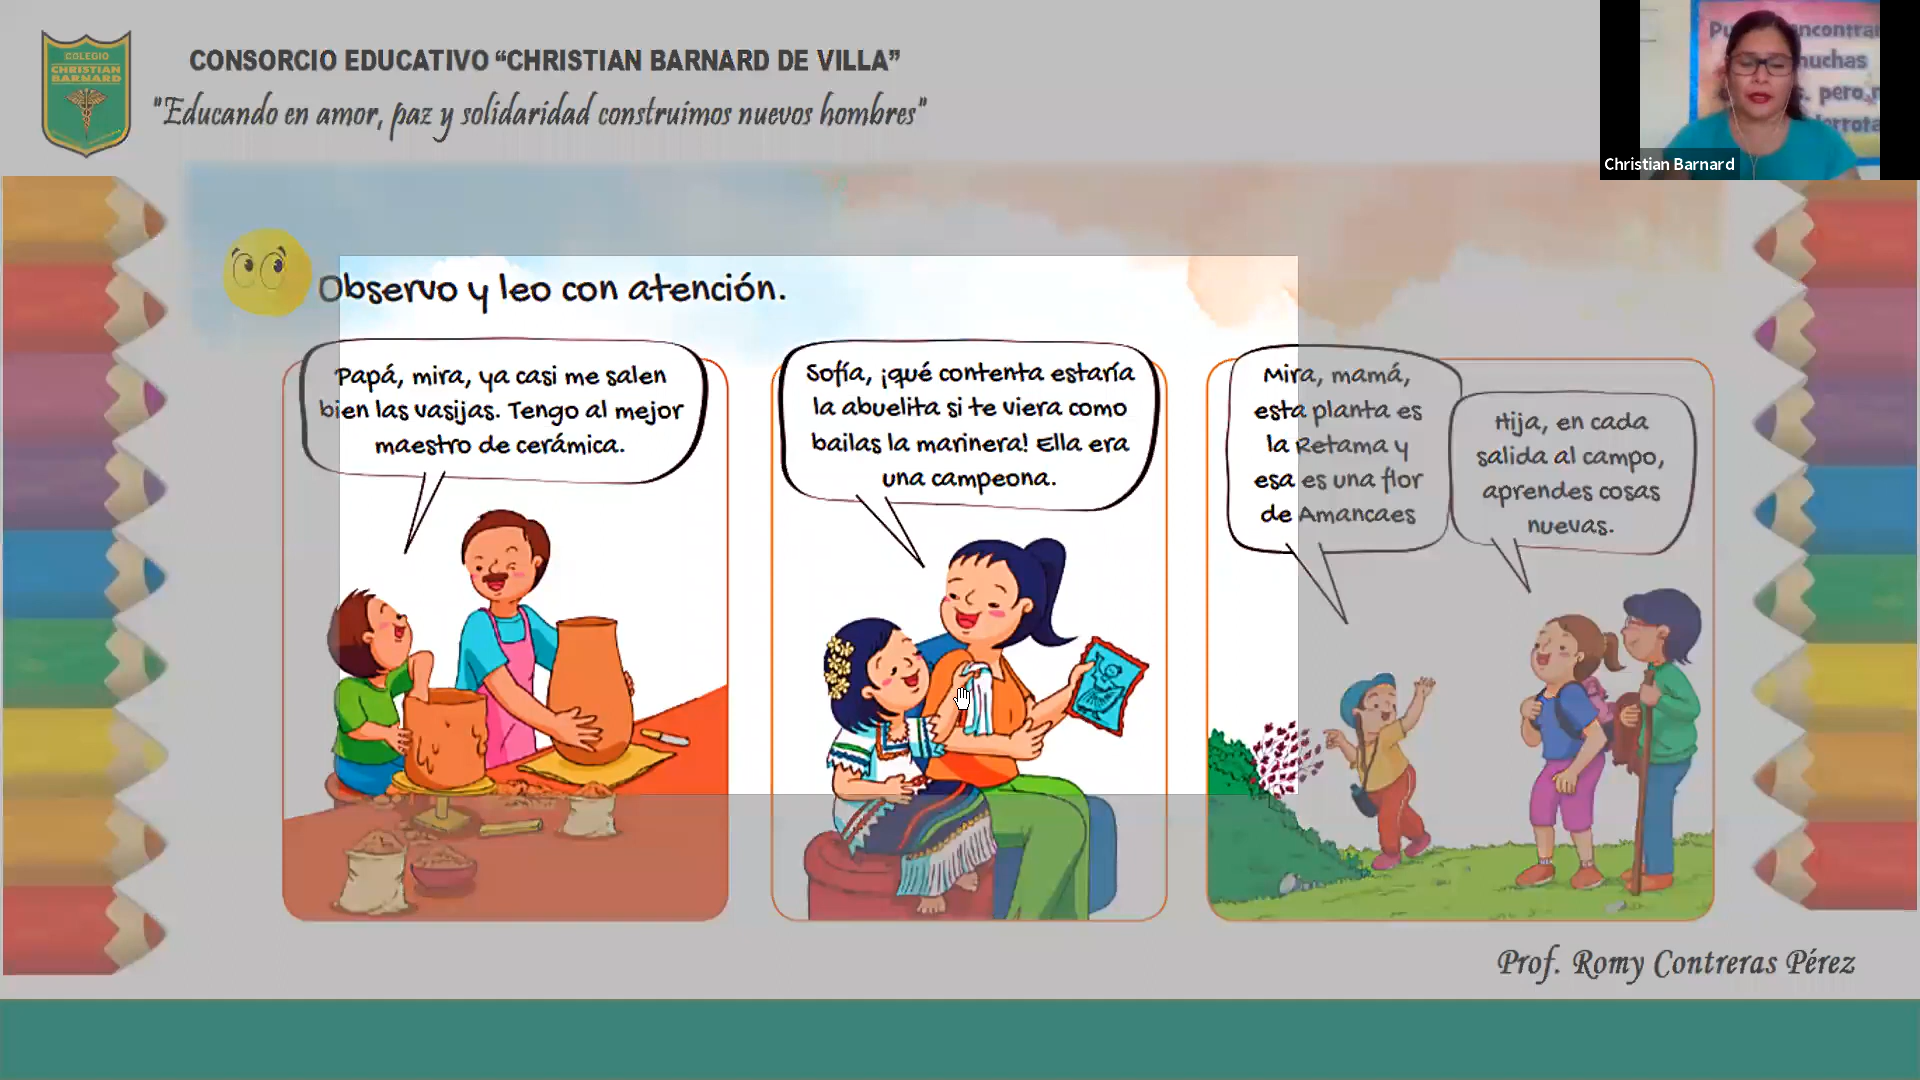 COLEGIO
CHRISTIAN
BARNARD
CONSORCIO EDUCATIVO “CHRISTIAN BARNARD DE VILLA”
"Educando en amor, paz y solidaridad construimos nuevos hombres"
Christian Barnard
Observo y leo con atención.
Papá, mira, ya casi me salen
bien las vasijas. Tengo al mejor
maestro de cerámica.
Sofía, ¡qué contenta estaría
la abuelita si te viera como
bailas la marinera! Ella era
una campeona.
Mira, mamá,
esta planta es
la Retama y
esa es una flor
de Amancaes
Hija, en cada
salida al campo,
aprendes cosas
nuevas.
Prof. Romy Contreras Pérez